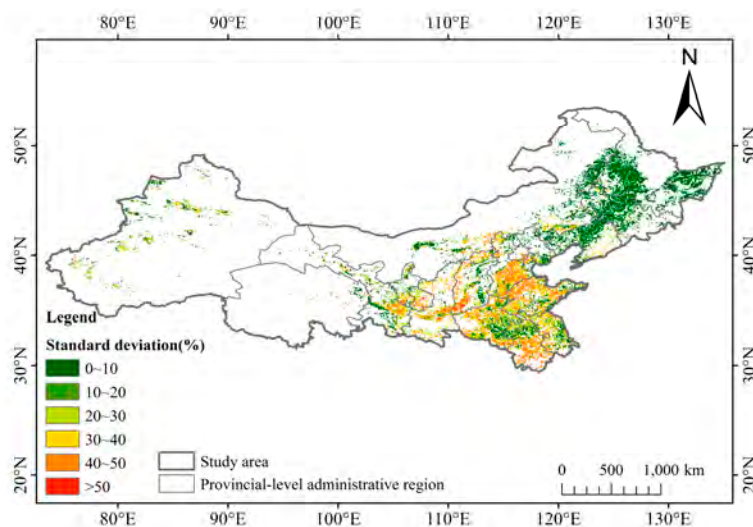 80°E 90°E 100°E 110°E 120°E 130°E
N
50°N 50°N
40°N 40°N
30°N 30°N
20°N 20°N
Legend
Standard deviation(%)
0~10
10~20
20~30
30~40
40~50
>50
Study area
Provincial-level administrative region
0 500 1,000 km
80°E 90°E 100°E 110°E 120°E 130°E